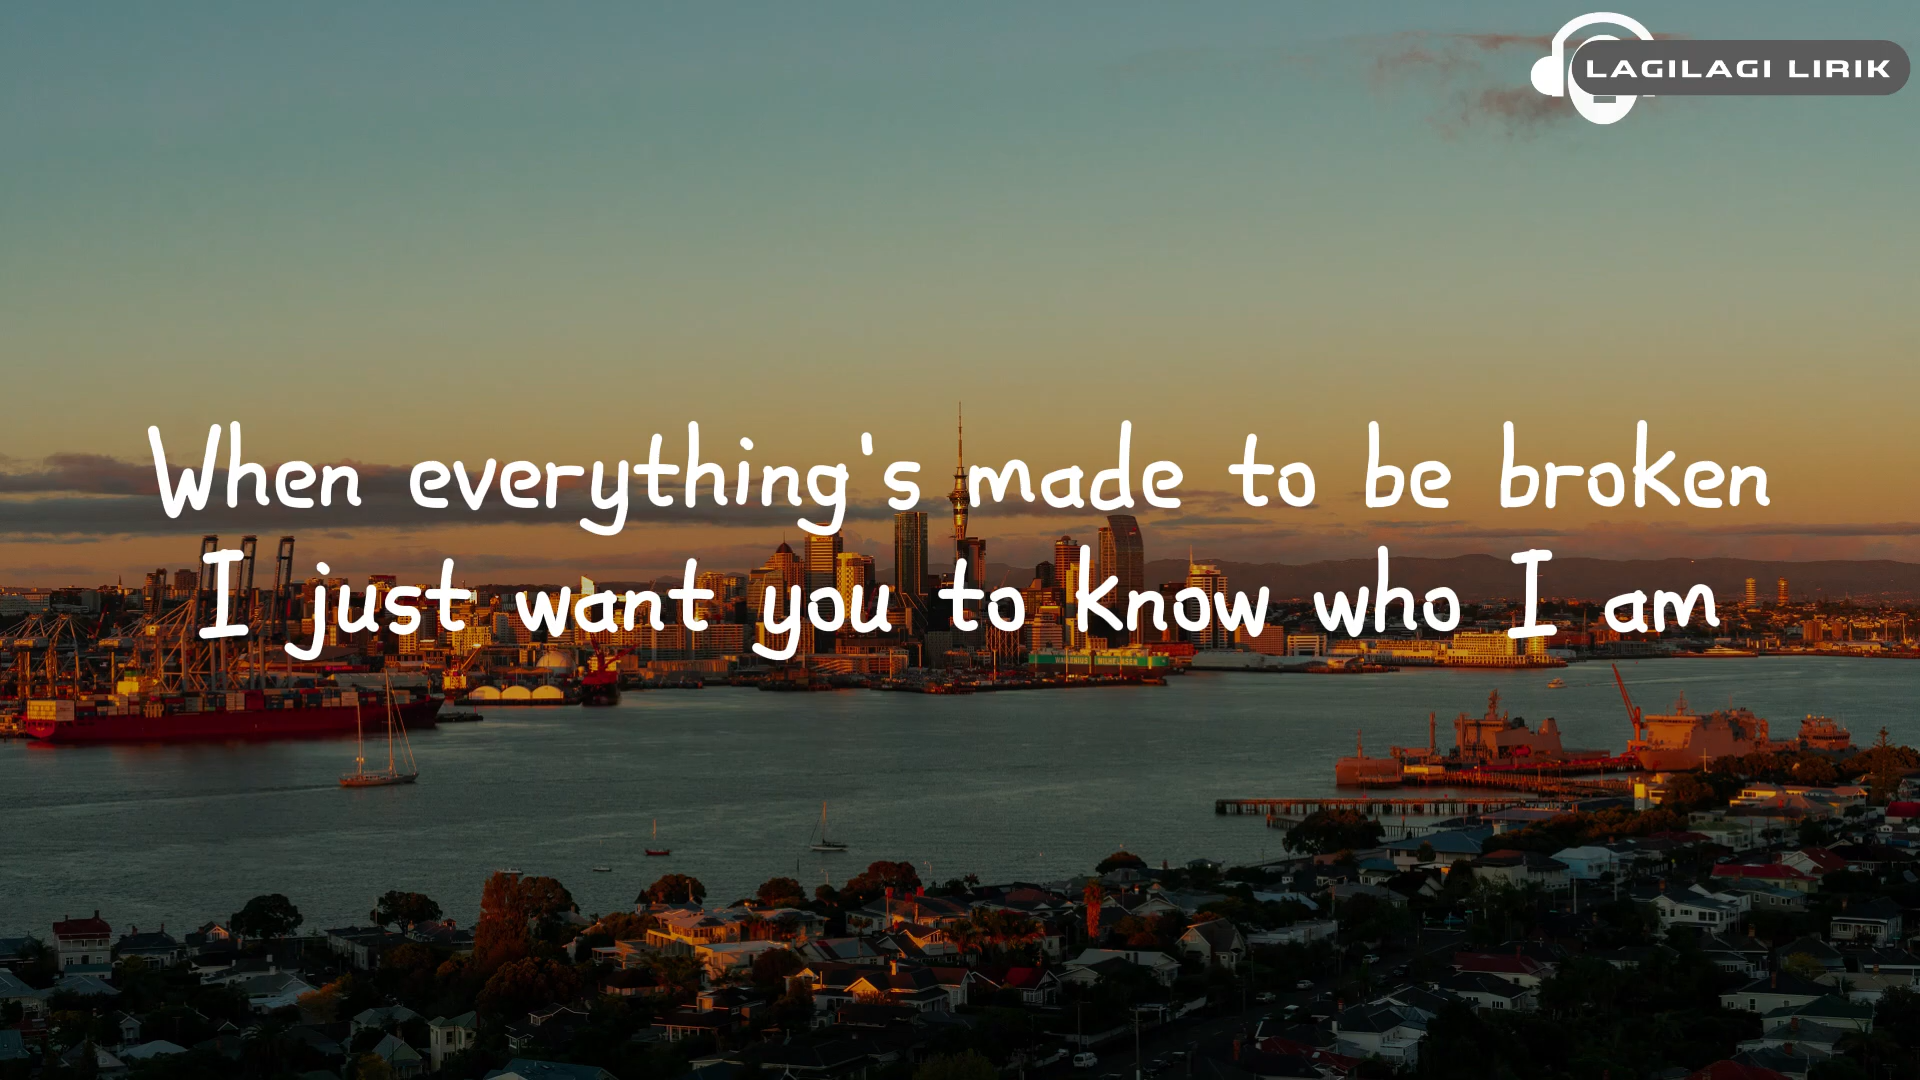 LAGILAGI LIRIK
When everything's made to be broken
I just want you to know who I am